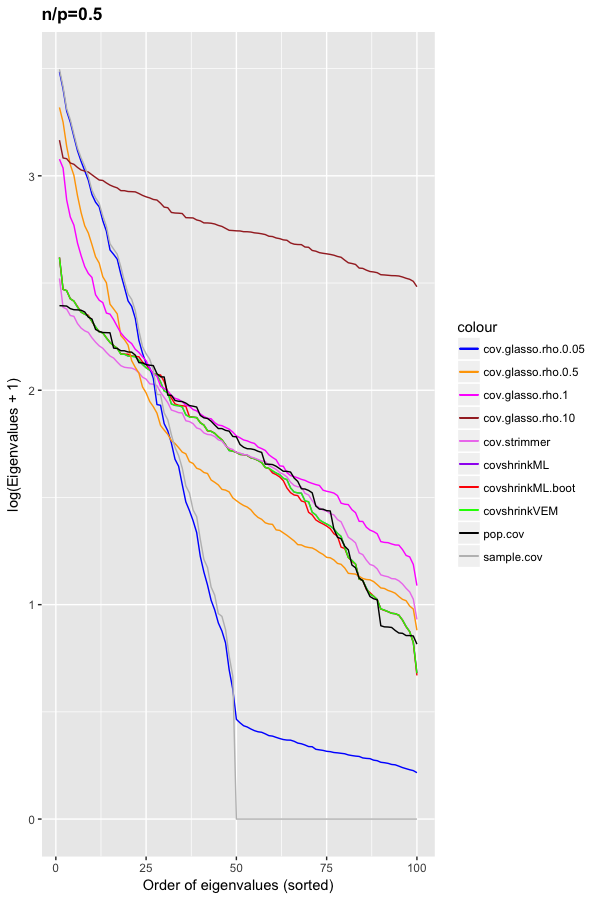 n/p=0.5
log(Eigenvalues + 1)
3
2
1
0
0
25
50
75
100
Order of eigenvalues (sorted)
colour
cov.glasso.rho.0.05
cov.glasso.rho.0.5
cov.glasso.rho.1
cov.glasso.rho.10
cov.strimmer
covshrinkML
covshrinkML.boot
covshrinkVEM
pop.cov
sample.cov